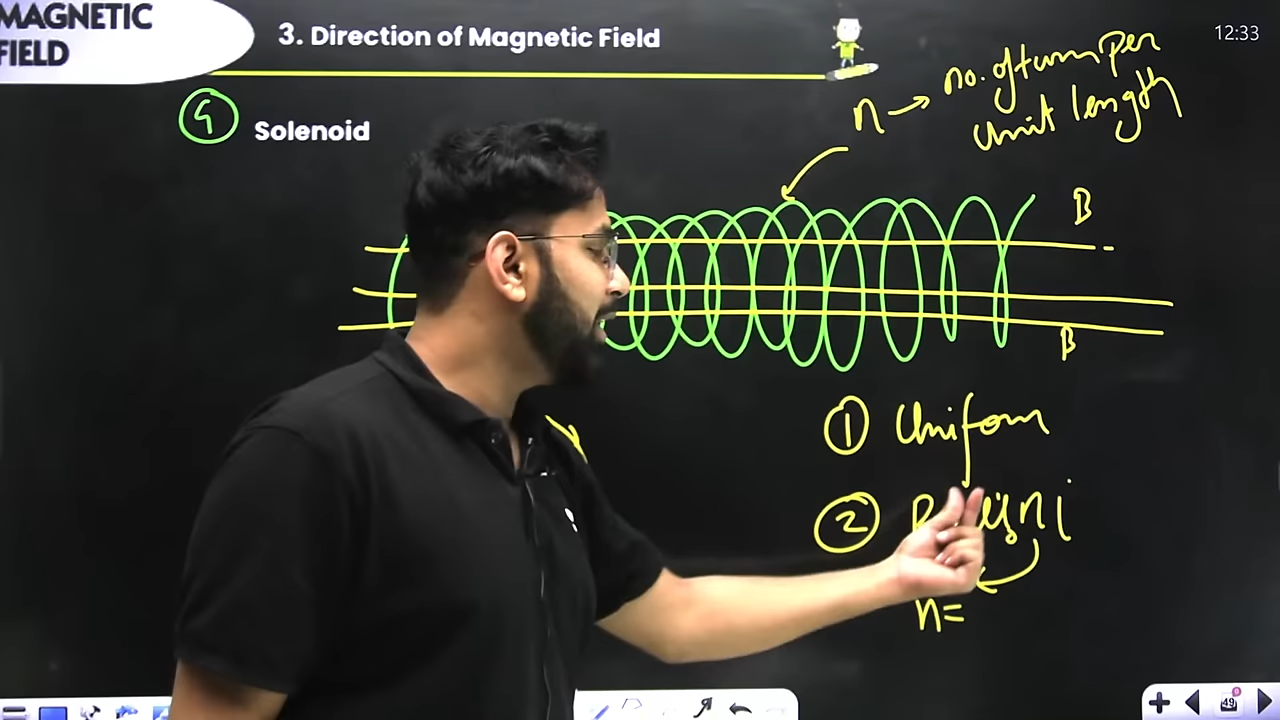 MAGNETIC
FIELD
3. Direction of Magnetic Field
12:33
no. of turns per
unit length
n →
4
Solenoid
B
B
① Uniform
② B
n i
n =
49